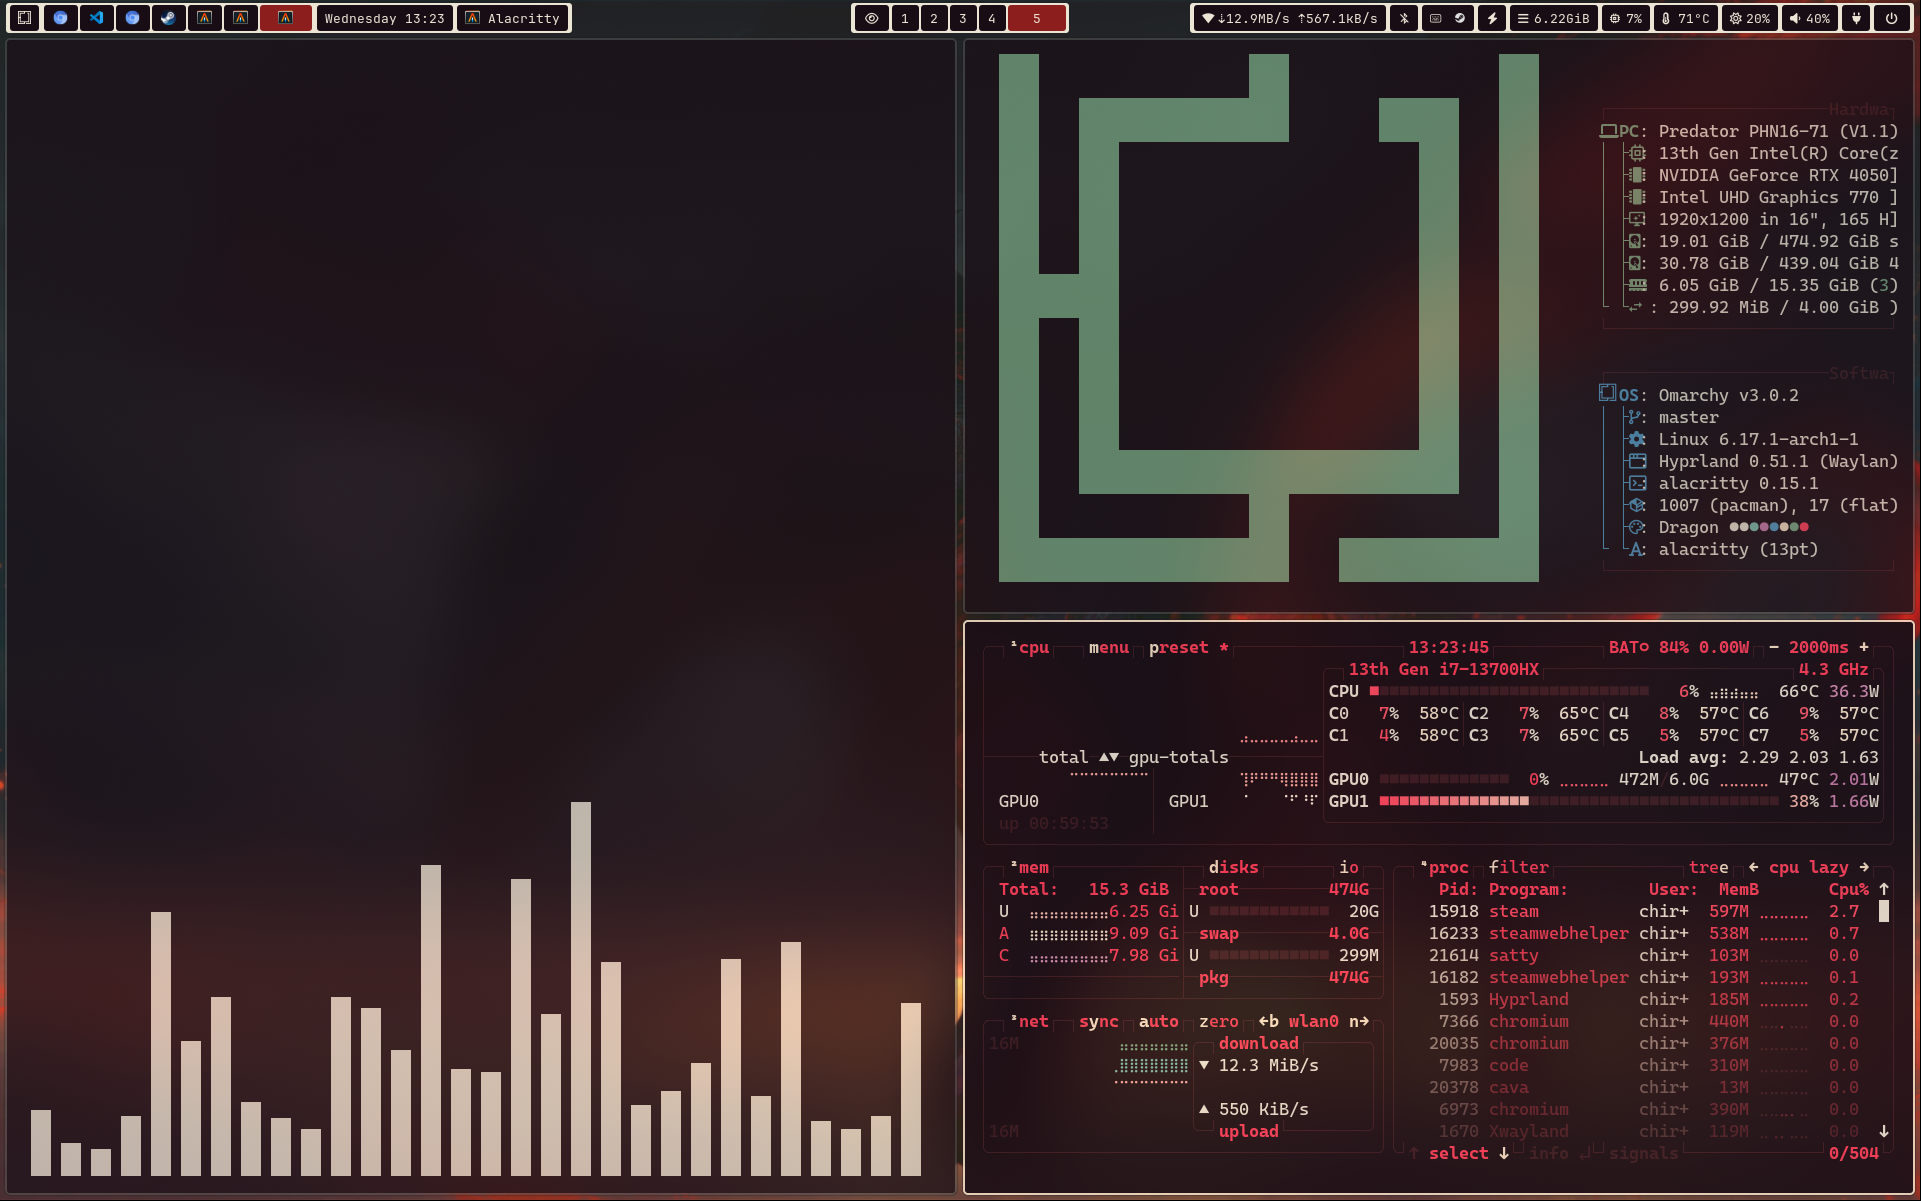 Wednesday 13:23
Alacritty
1 2 3 4 5
↓12.9MB/s ↑567.1kB/s
6.22GiB
7%
71°C
20%
40%
Hardwa
PC: Predator PHN16-71 (V1.1)
: 13th Gen Intel(R) Core(z
: NVIDIA GeForce RTX 4050]
: Intel UHD Graphics 770 ]
: 1920x1200 in 16", 165 H]
: 19.01 GiB / 474.92 GiB s
: 30.78 GiB / 439.04 GiB 4
: 6.05 GiB / 15.35 GiB (3)
: 299.92 MiB / 4.00 GiB )
Softwa
OS: Omarchy v3.0.2
: master
: Linux 6.17.1-arch1-1
: Hyprland 0.51.1 (Waylan)
: alacritty 0.15.1
: 1007 (pacman), 17 (flat)
: Dragon
: alacritty (13pt)
¹cpu menu preset * 13:23:45 BAT 84% 0.00W - 2000ms +
13th Gen i7-13700HX 4.3 GHz
CPU 6% 66°C 36.3W
C0 7% 58°C C2 7% 65°C C4 8% 57°C C6 9% 57°C
C1 4% 58°C C3 7% 65°C C5 5% 57°C C7 5% 57°C
total ▲▼ gpu-totals
Load avg: 2.29 2.03 1.63
GPU0 0% 472M/6.0G 47°C 2.01W
GPU0 GPU1
GPU1 38% 1.66W
up 00:59:53
²mem disks io
Total: 15.3 GiB root 474G
U 6.25 Gi U 20G
A 9.09 Gi swap 4.0G
C 7.98 Gi U 299M
pkg 474G
³net sync auto zero ←b wlan0 n→
16M download
▼ 12.3 MiB/s
▲ 550 KiB/s
16M upload
⁴proc filter tree ← cpu lazy →
Pid: Program: User: MemB Cpu% ↑
15918 steam chir+ 597M 2.7
16233 steamwebhelper chir+ 538M 0.7
21614 satty chir+ 103M 0.0
16182 steamwebhelper chir+ 193M 0.1
1593 Hyprland chir+ 185M 0.2
7366 chromium chir+ 440M 0.0
20035 chromium chir+ 376M 0.0
7983 code chir+ 310M 0.0
20378 cava chir+ 13M 0.0
6973 chromium chir+ 390M 0.0
1670 Xwayland chir+ 119M 0.0 ↓
↑ select ↓ info ↵ signals 0/504